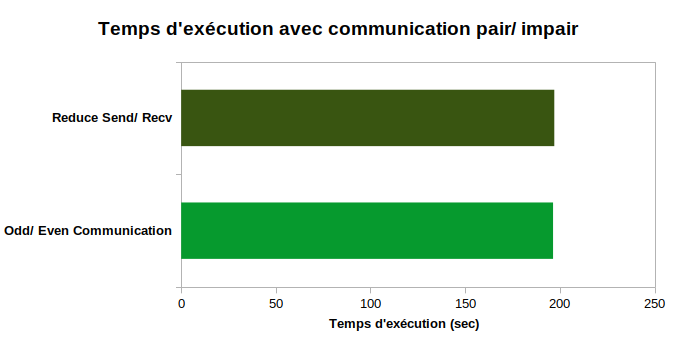 Temps d'exécution avec communication pair/ impair
Reduce Send/ Recv
Odd/ Even Communication
0 50 100 150 200 250
Temps d'exécution (sec)